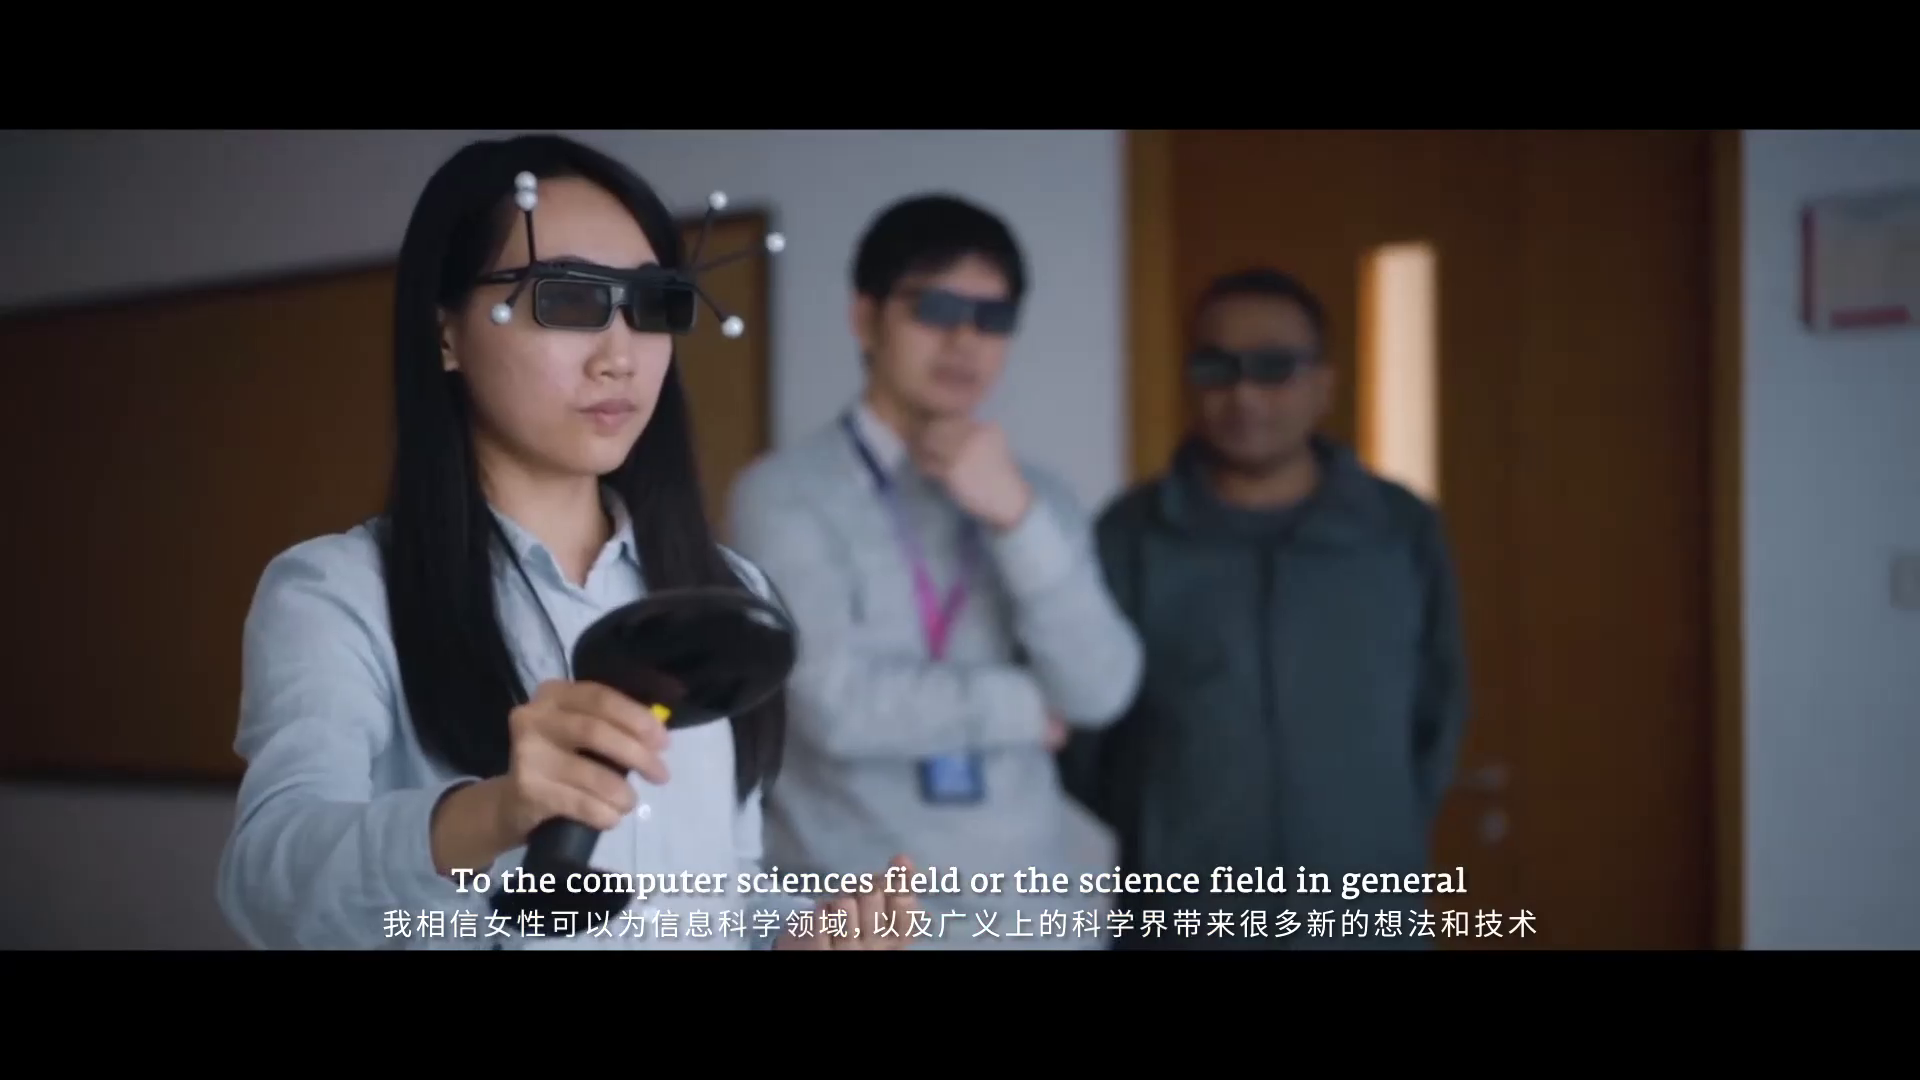 To the computer sciences field or the science field in general
我相信女性可以为信息科学领域，以及广义上的科学界带来很多新的想法和技术